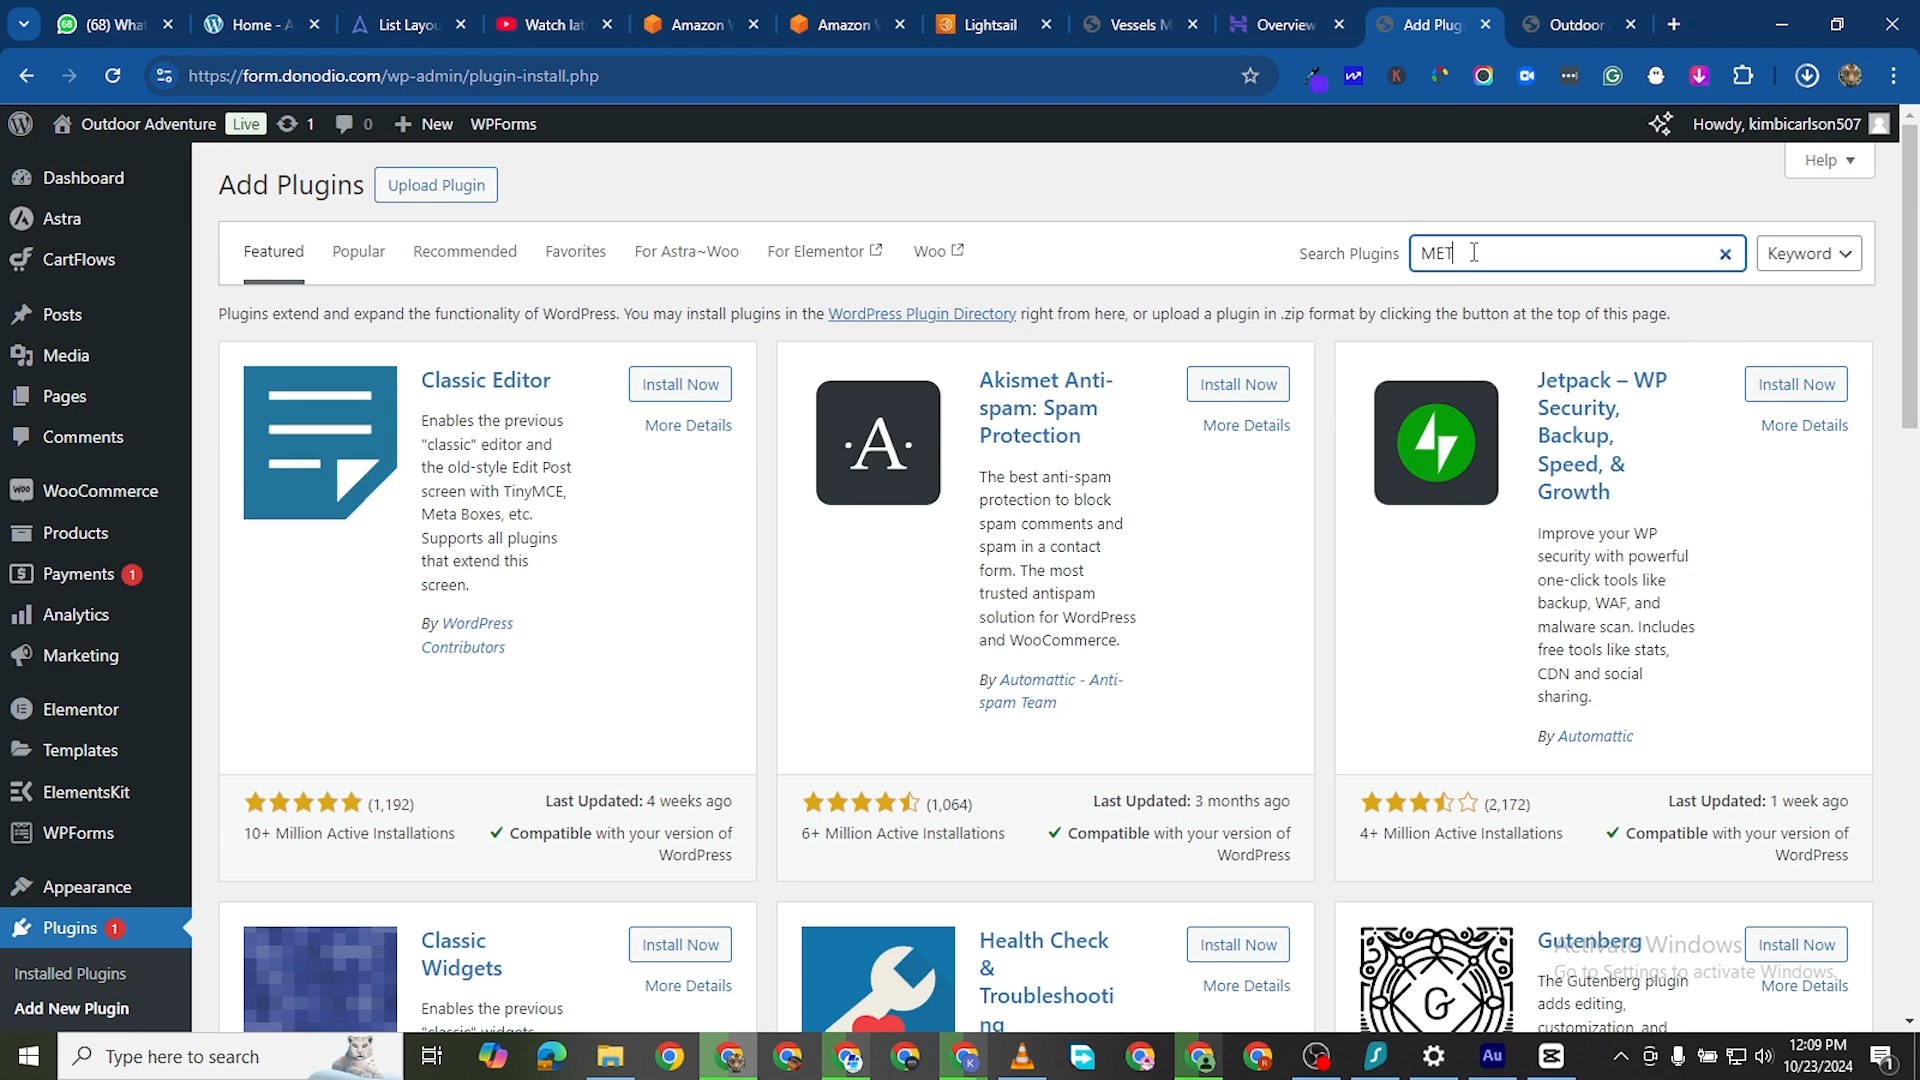 (68) Wha
Home - A
List Layou
Watch lat
Amazon
Amazon
Lightsail
Vessels M
Overview
Add Plug
Outdoor
https://form.donodio.com/wp-admin/plugin-install.php
Outdoor Adventure
Live
1
0
New
WPForms
Howdy, kimbicarlson507
Dashboard
Astra
CartFlows
Posts
Media
Pages
Comments
WooCommerce
Products
Payments 1
Analytics
Marketing
Elementor
Templates
ElementsKit
WPForms
Appearance
Plugins 1
Installed Plugins
Add New Plugin
Help
Add Plugins
Upload Plugin
Featured
Popular
Recommended
Favorites
For Astra~Woo
For Elementor
Woo
Search Plugins
MET
Keyword
Plugins extend and expand the functionality of WordPress. You may install plugins in the WordPress Plugin Directory right from here, or upload a plugin in .zip format by clicking the button at the top of this page.
Classic Editor
Install Now
More Details
Enables the previous
"classic" editor and
the old-style Edit Post
screen with TinyMCE,
Meta Boxes, etc.
Supports all plugins
that extend this
screen.
By WordPress
Contributors
(1,192)
Last Updated: 4 weeks ago
10+ Million Active Installations
Compatible with your version of
WordPress
·A·
Akismet Anti-
spam: Spam
Protection
Install Now
More Details
The best anti-spam
protection to block
spam comments and
spam in a contact
form. The most
trusted antispam
solution for WordPress
and WooCommerce.
By Automattic - Anti-
spam Team
(1,064)
Last Updated: 3 months ago
6+ Million Active Installations
Compatible with your version of
WordPress
Jetpack – WP
Security,
Backup,
Speed, &
Growth
Install Now
More Details
Improve your WP
security with powerful
one-click tools like
backup, WAF, and
malware scan. Includes
free tools like stats,
CDN and social
sharing.
By Automattic
(2,172)
Last Updated: 1 week ago
4+ Million Active Installations
Compatible with your version of
WordPress
Classic
Widgets
Install Now
More Details
Enables the previous
"classic" widgets
Health Check
&
Troubleshooti
ng
Install Now
More Details
G
Gutenberg
Install Now
More Details
The Gutenberg plugin
adds editing,
customization, and
Activate Windows
Go to Settings to activate Windows.
Type here to search
Au
12:09 PM
10/23/2024
1